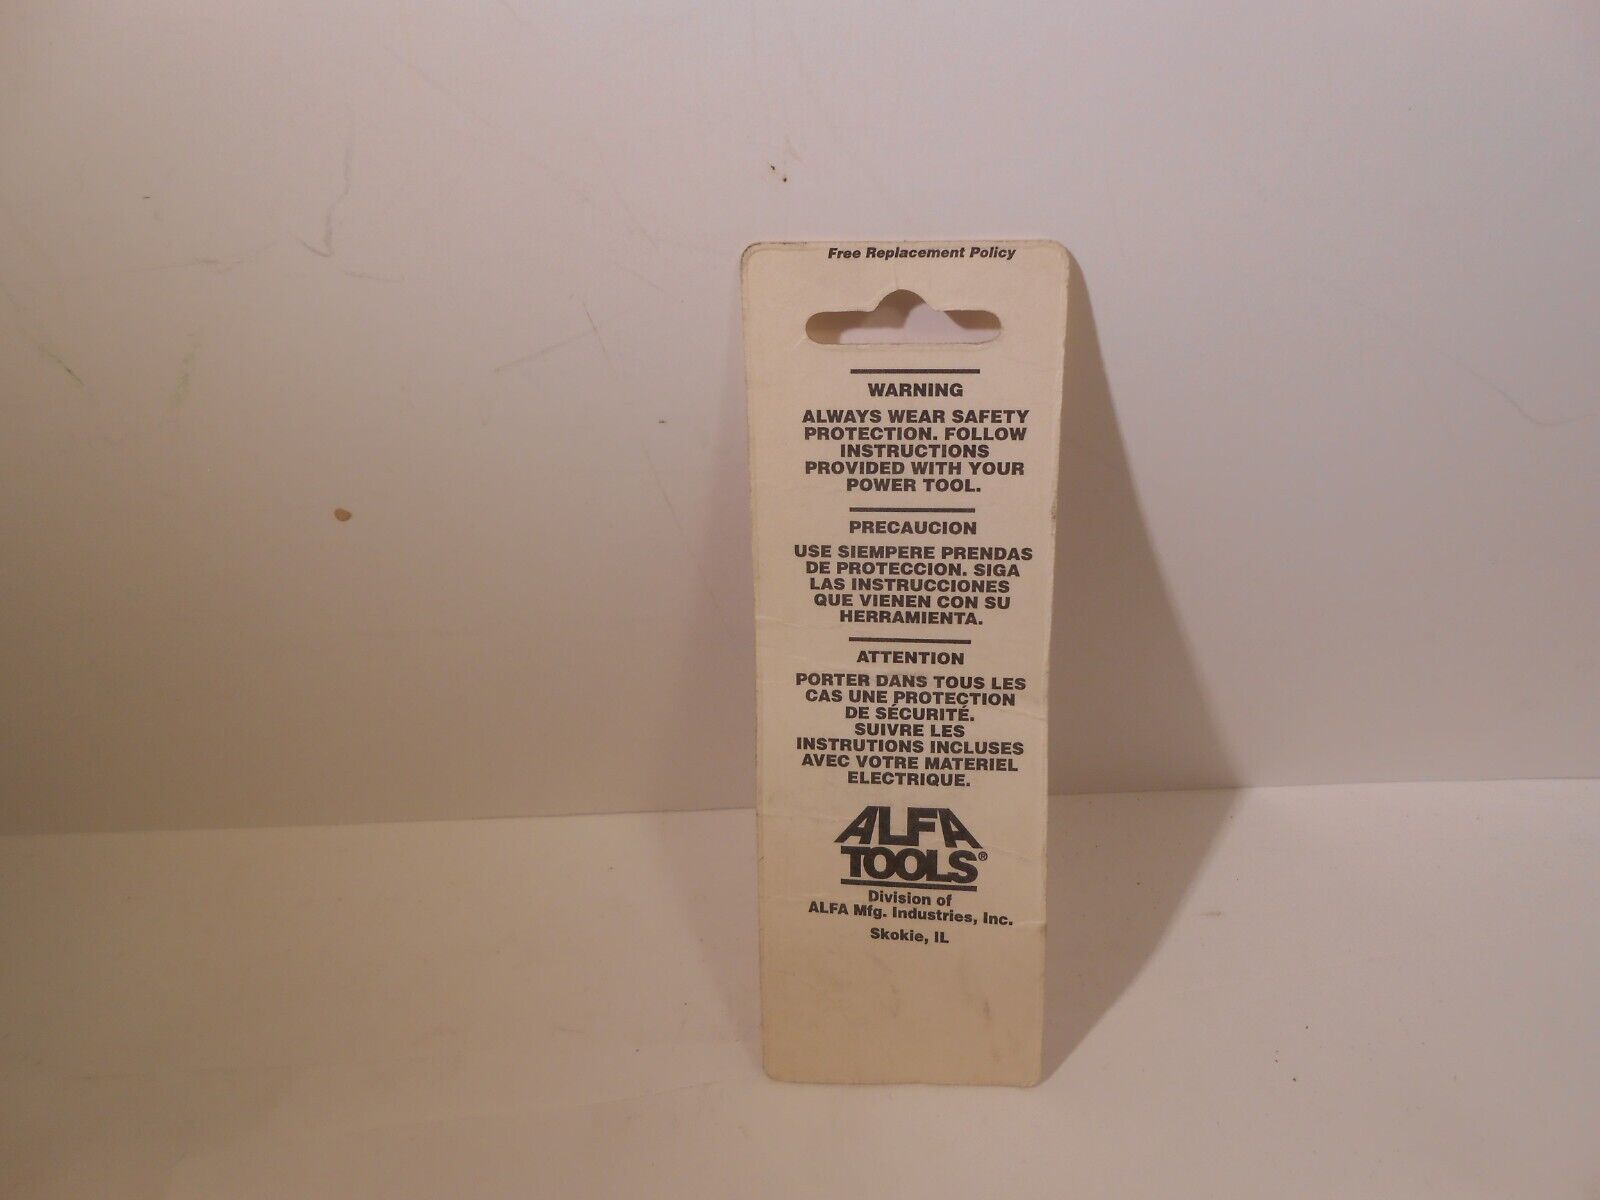 Free Replacement Policy
WARNING
ALWAYS WEAR SAFETY
PROTECTION. FOLLOW
INSTRUCTIONS
PROVIDED WITH YOUR
POWER TOOL.
PRECAUCION
USE SIEMPERE PRENDAS
DE PROTECCION. SIGA
LAS INSTRUCCIONES
QUE VIENEN CON SU
HERRAMIENTA.
ATTENTION
PORTER DANS TOUS LES
CAS UNE PROTECTION
DE SÉCURITÉ.
SUIVRE LES
INSTRUTIONS INCLUSES
AVEC VOTRE MATERIEL
ELECTRIQUE.
ALFA
TOOLS®
Division of
ALFA Mfg. Industries, Inc.
Skokie, IL